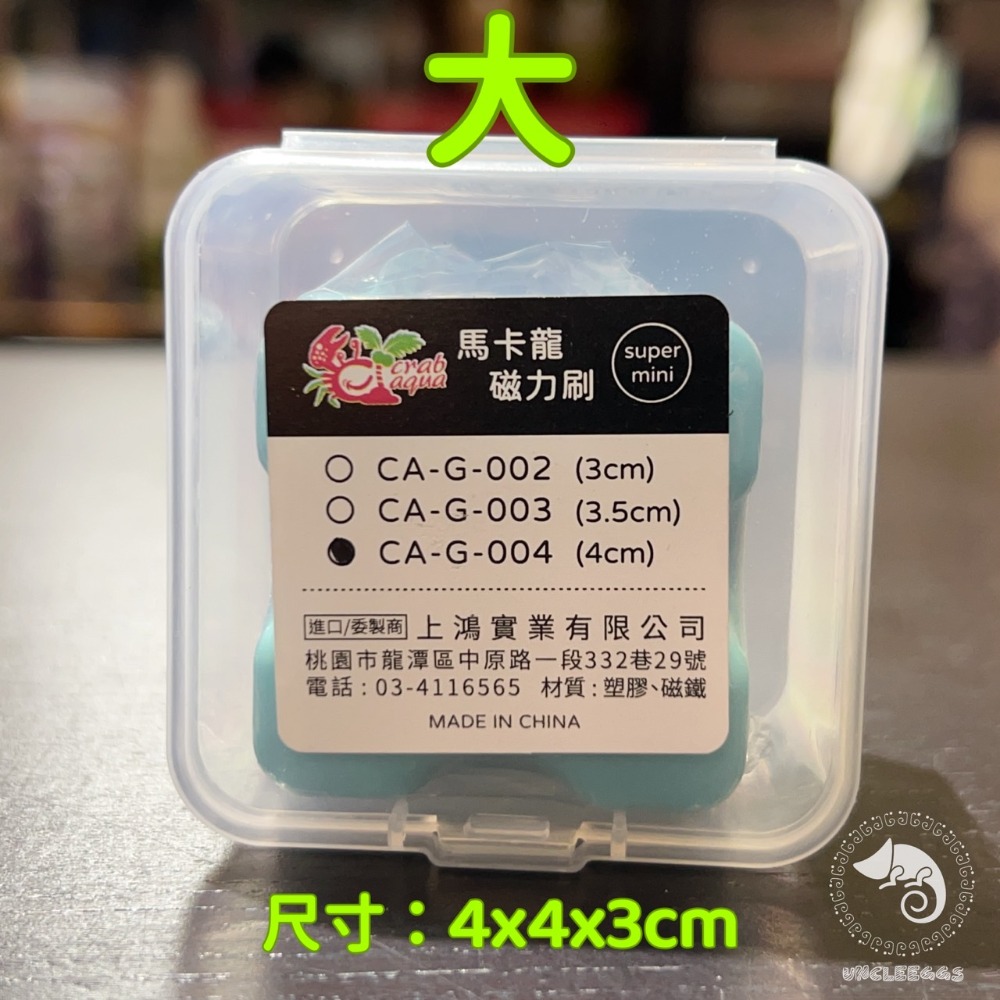 大
crab
aqua
馬卡龍
磁力刷
super
mini
CA-G-002 (3cm)
CA-G-003 (3.5cm)
CA-G-004 (4cm)
進口/委製商 上鴻實業有限公司
桃園市龍潭區中原路一段332巷29號
電話:03-4116565 材質:塑膠、磁鐵
MADE IN CHINA
尺寸：4x4x3cm
UNCLEEGGS